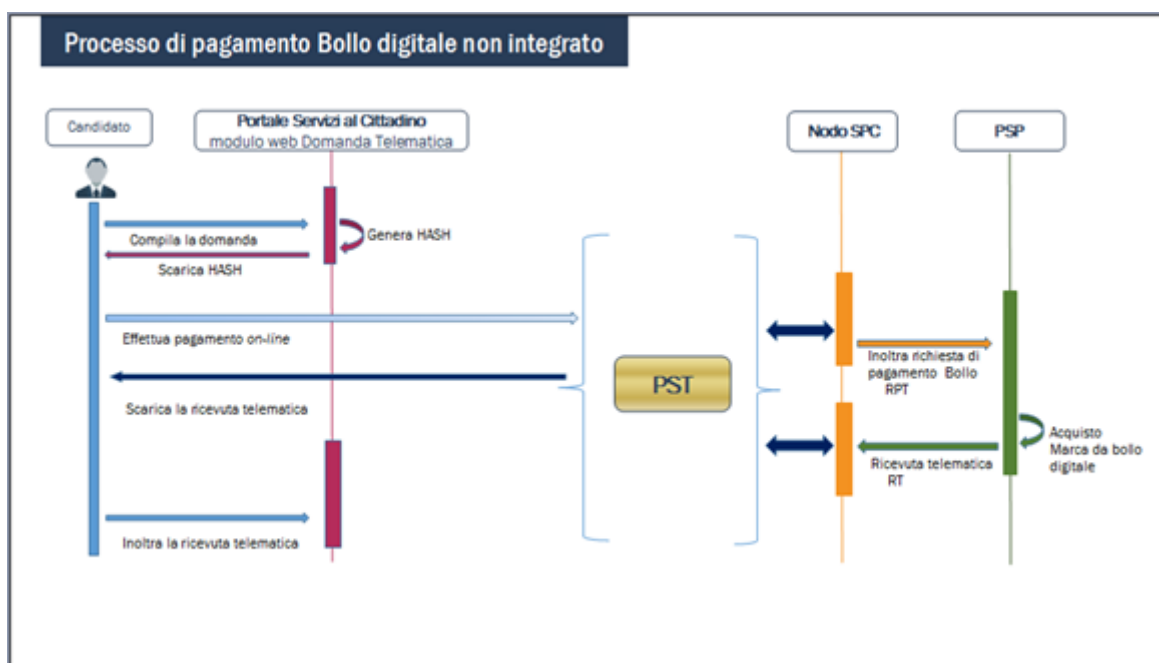 Processo di pagamento Bollo digitale non integrato
Candidato
Portale Servizi al Cittadino
modulo web Domanda Telematica
Nodo SPC
PSP
Compila la domanda
Genera HASH
Scarica HASH
Effettua pagamento on-line
Inoltra richiesta di
pagamento Bollo
RPT
PST
Scarica la ricevuta telematica
Acquisto
Marca da bollo
digitale
Ricevuta telematica
RT
Inoltra la ricevuta telematica